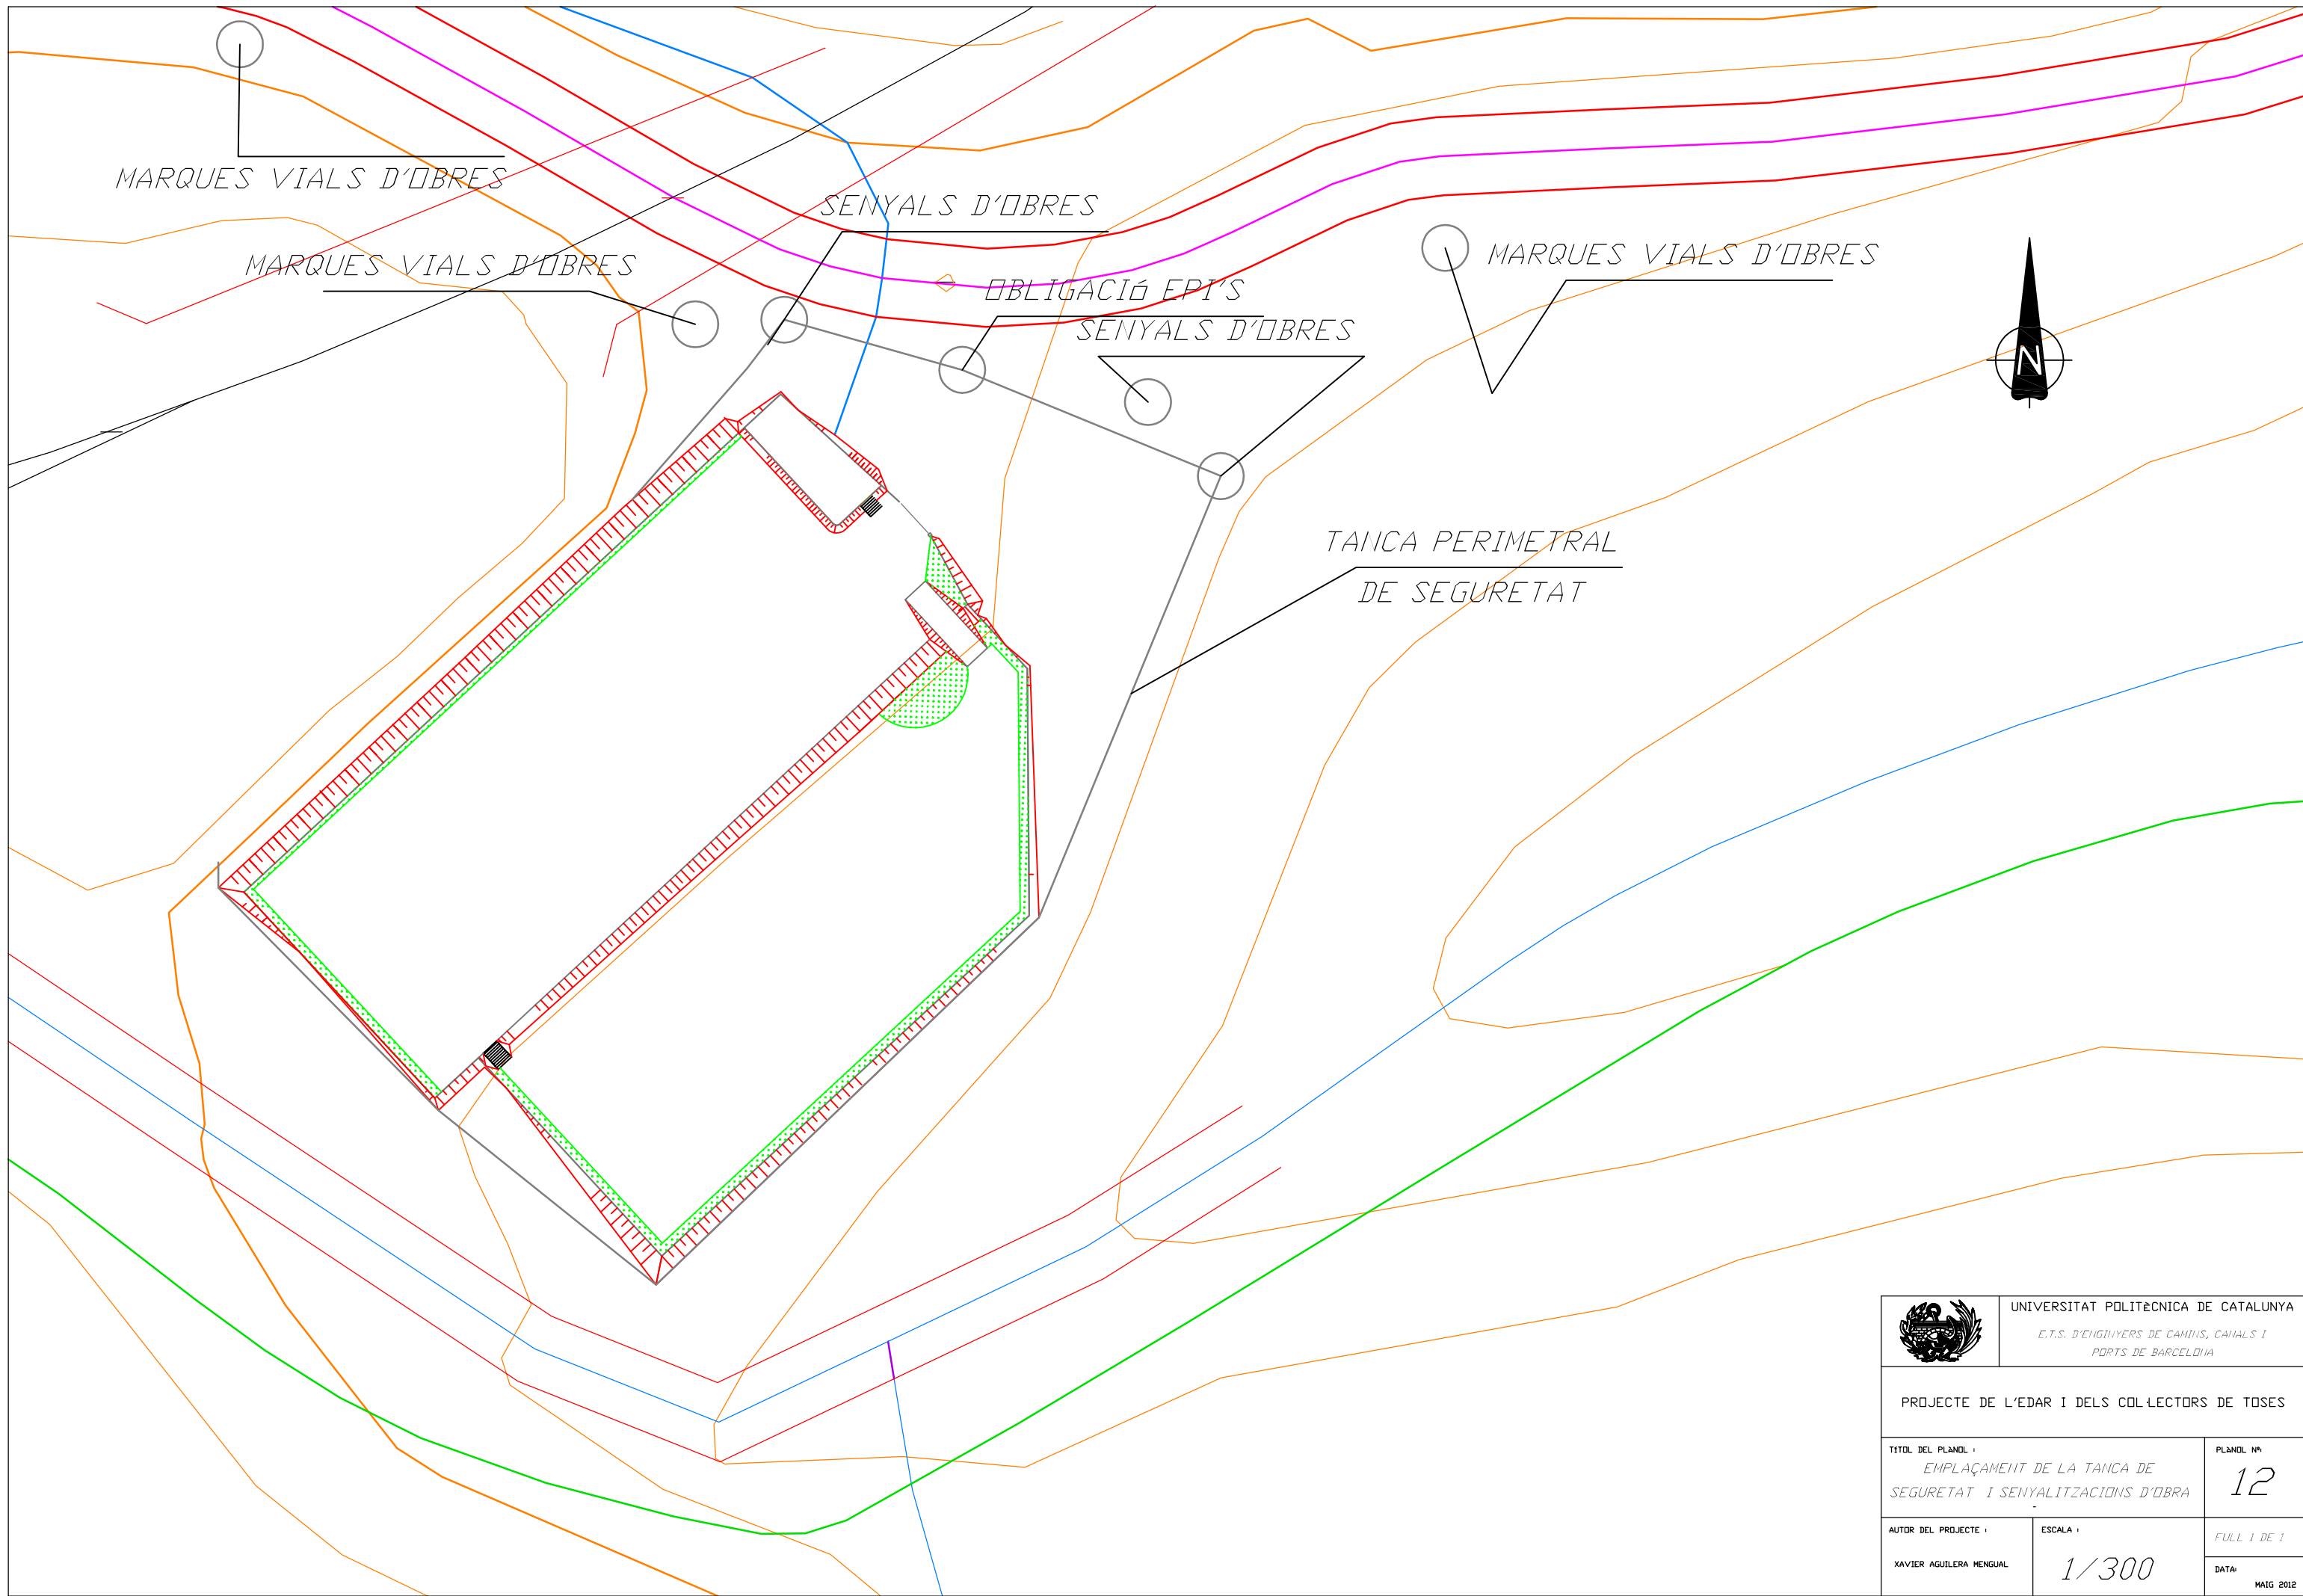 MARQUES VIALS D'OBRES
SENYALS D'OBRES
MARQUES VIALS D'OBRES
MARQUES VIALS D'OBRES
OBLIGACIÓ EPI'S
SENYALS D'OBRES
N
TANCA PERIMETRAL
DE SEGURETAT
UNIVERSITAT POLITÈCNICA DE CATALUNYA
E.T.S. D'ENGINYERS DE CAMINS, CANALS I
PORTS DE BARCELONA
PROJECTE DE L'EDAR I DELS COL·LECTORS DE TOSES
TÍTOL DEL PLÀNOL :
EMPLAÇAMENT DE LA TANCA DE
SEGURETAT I SENYALITZACIONS D'OBRA
-
PLÀNOL Nº:
12
AUTOR DEL PROJECTE :
XAVIER AGUILERA MENGUAL
ESCALA :
1/300
FULL 1 DE 1
DATA:
MAIG 2012